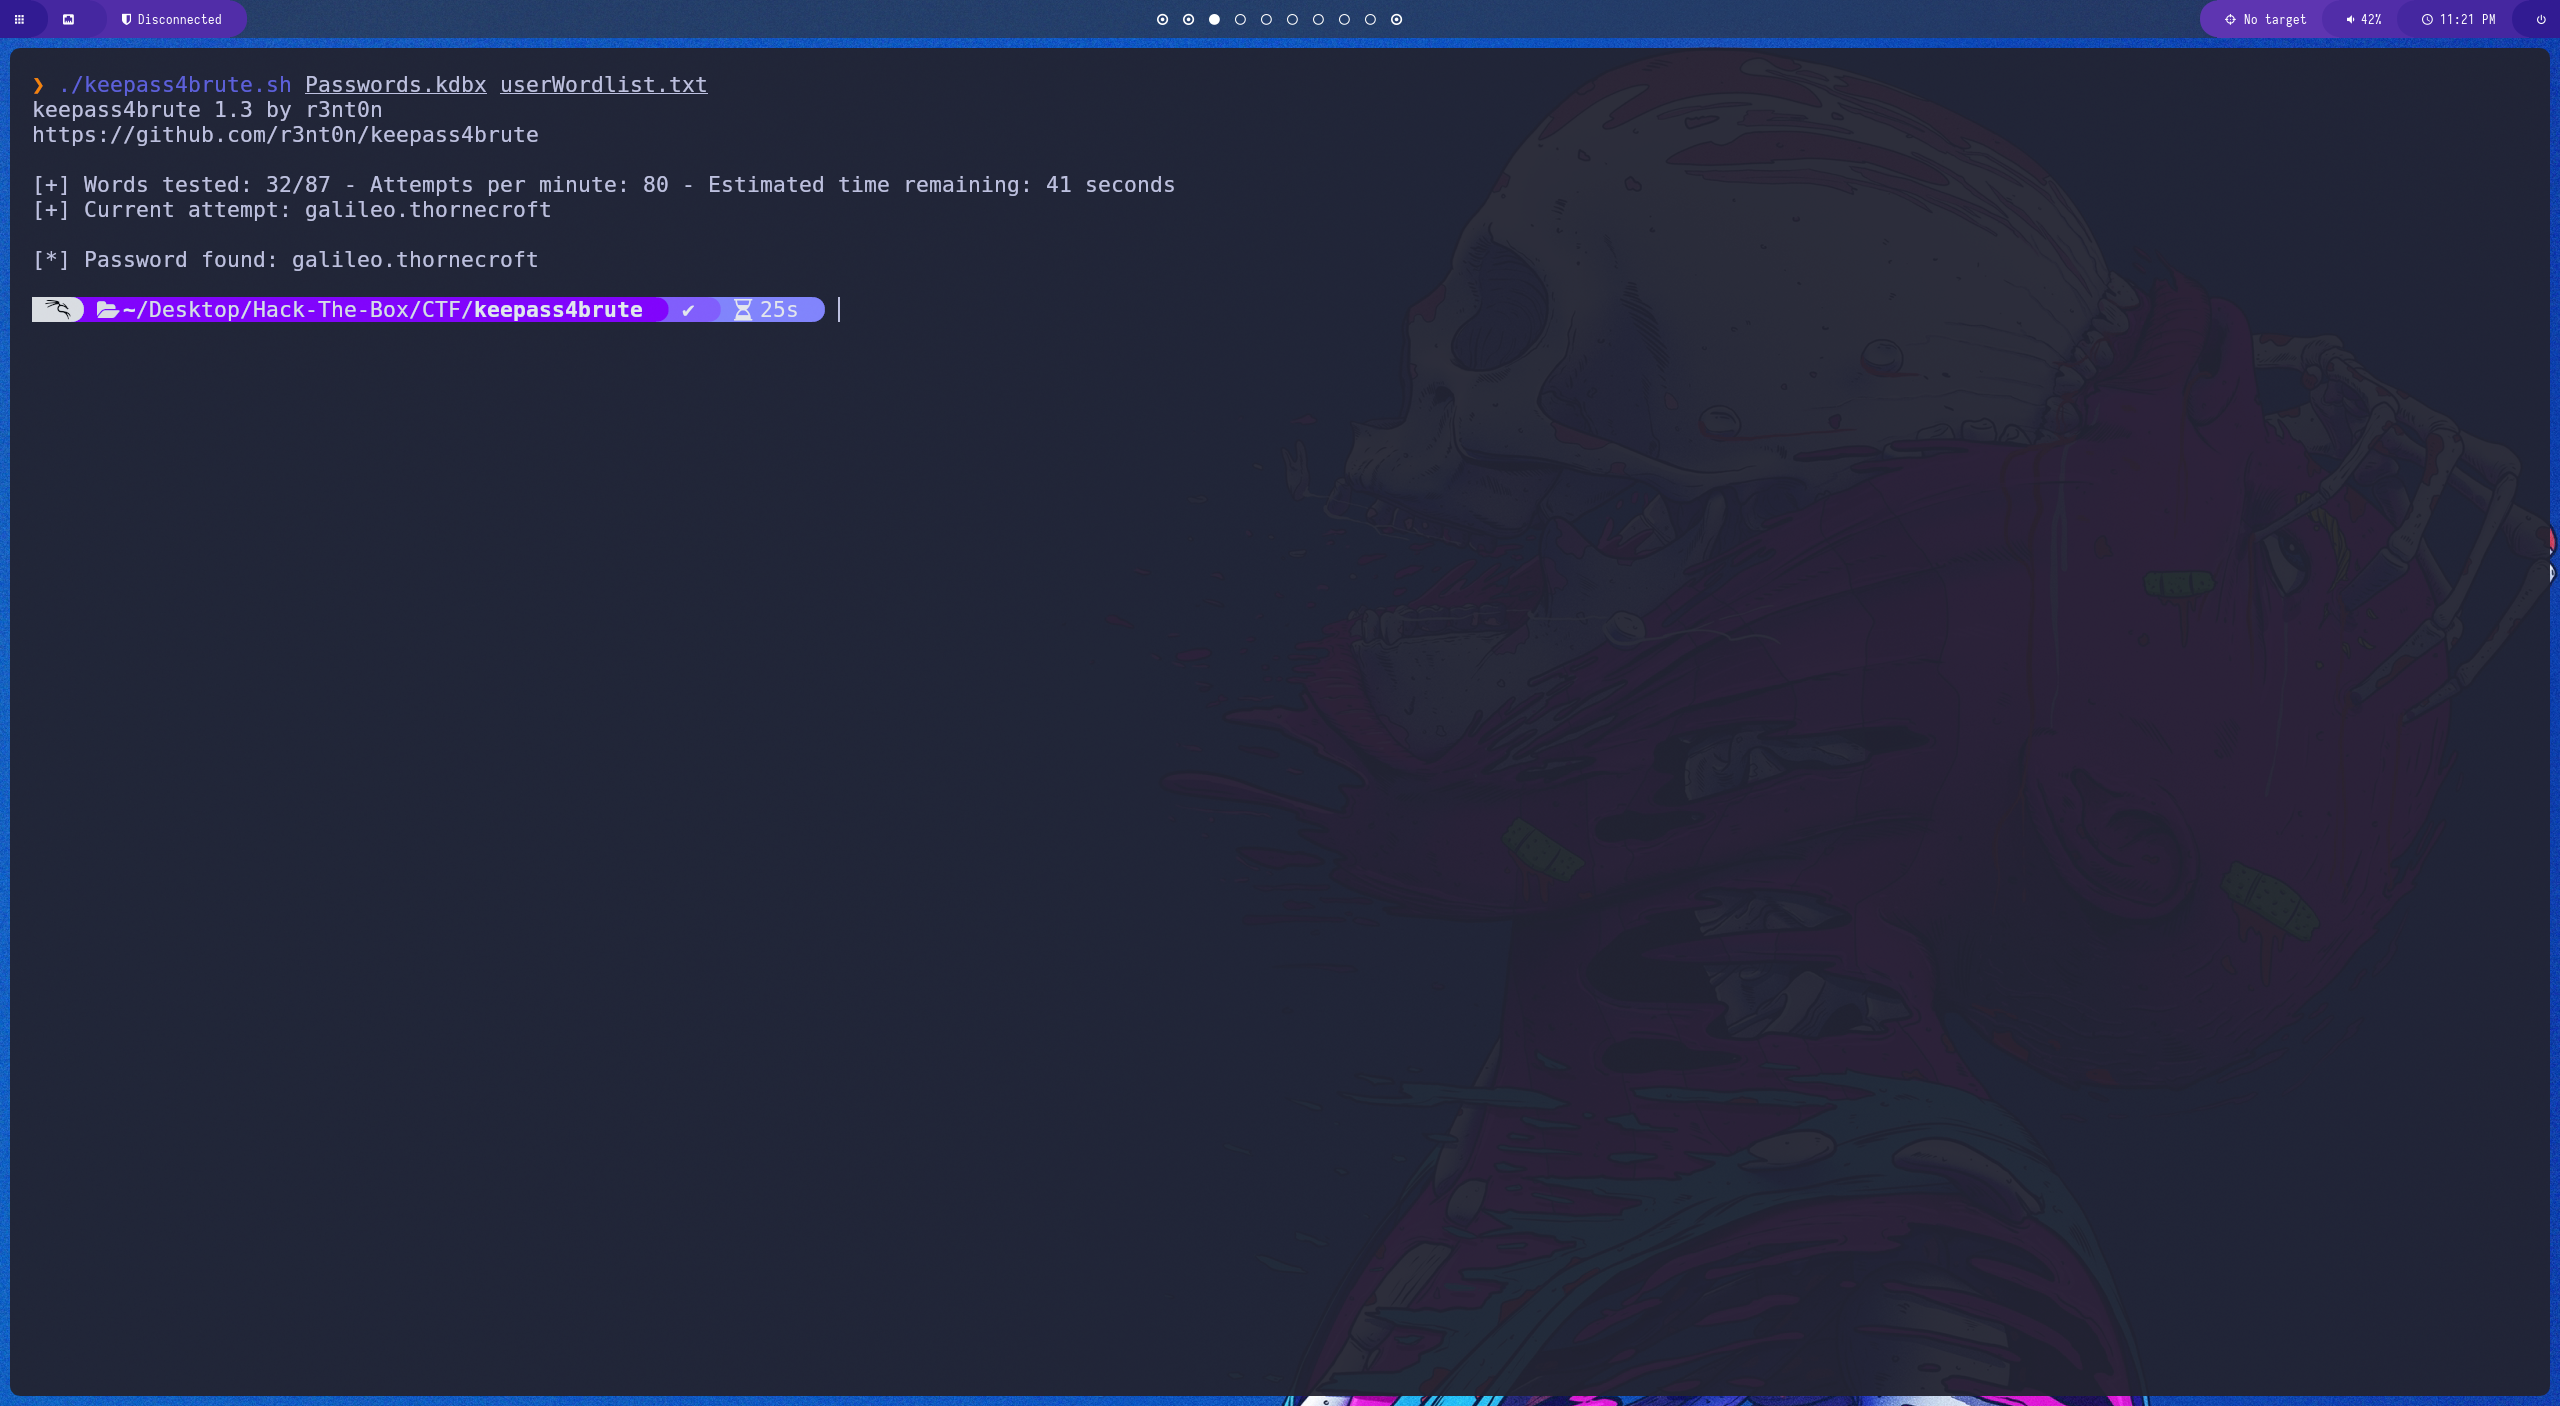 Disconnected
No target
42%
11:21 PM
❯ ./keepass4brute.sh Passwords.kdbx userWordlist.txt
keepass4brute 1.3 by r3nt0n
https://github.com/r3nt0n/keepass4brute
[+] Words tested: 32/87 - Attempts per minute: 80 - Estimated time remaining: 41 seconds
[+] Current attempt: galileo.thornecroft
[*] Password found: galileo.thornecroft
~/Desktop/Hack-The-Box/CTF/keepass4brute ✔ 25s